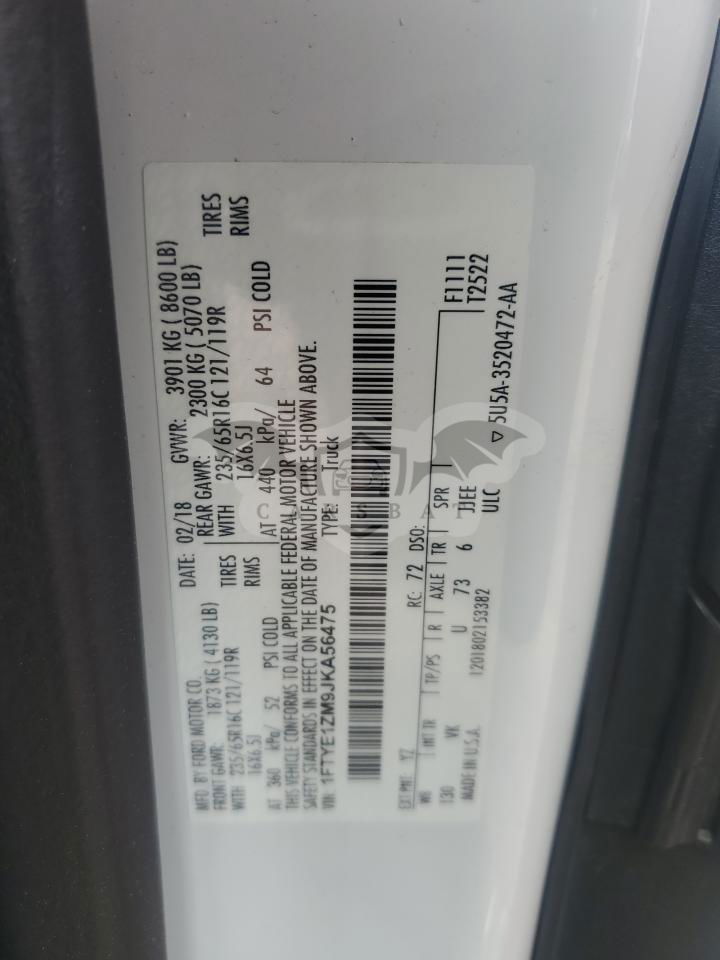 MFD. BY FORD MOTOR CO.
DATE: 02/18 GVWR: 3901 KG ( 8600 LB)
FRONT GAWR: 1873 KG ( 4130 LB) REAR GAWR: 2300 KG ( 5070 LB)
WITH 235/65R16C 121/119R TIRES WITH 235/65R16C 121/119R TIRES
16X6.5J RIMS 16X6.5J RIMS
AT 360 kPa/ 52 PSI COLD AT 440 kPa/ 64 PSI COLD
THIS VEHICLE CONFORMS TO ALL APPLICABLE FEDERAL MOTOR VEHICLE
SAFETY STANDARDS IN EFFECT ON THE DATE OF MANUFACTURE SHOWN ABOVE.
VIN: 1FTYE1ZM9JKA56475 TYPE: Truck
EXT PNT: YZ RC: 72 DSO: F1111
WB INT TR TP/PS R AXLE TR SPR T2522
130 VK U 73 6 JJEE
MADE IN U.S.A. 1201802153382 ULC ▽ 5U5A-3520472-AA